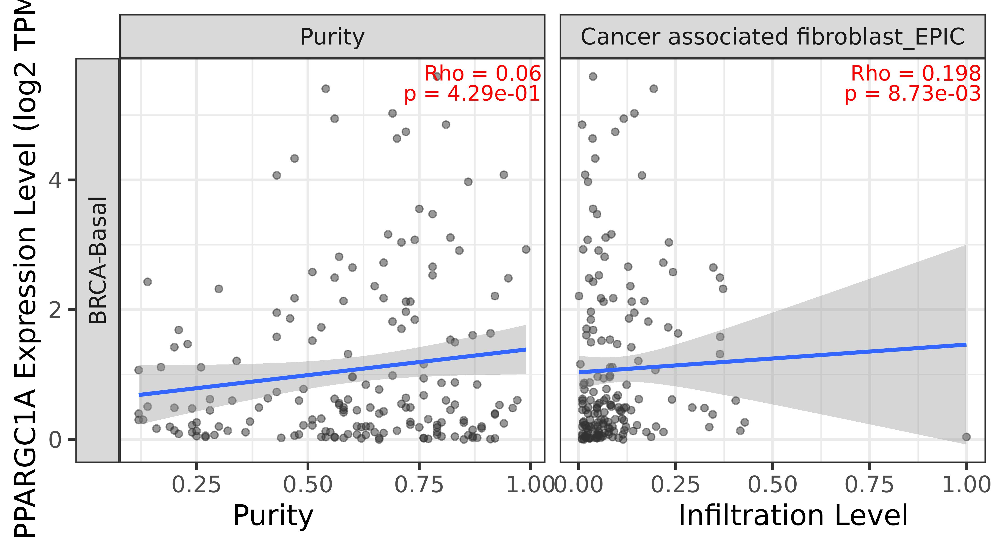 Purity
Cancer associated fibroblast_EPIC
Rho = 0.06
p = 4.29e-01
Rho = 0.198
p = 8.73e-03
PPARGC1A Expression Level (log2 TPM
BRCA-Basal
4
2
0
0.25 0.50 0.75 1.00
0.00 0.25 0.50 0.75 1.00
Purity
Infiltration Level